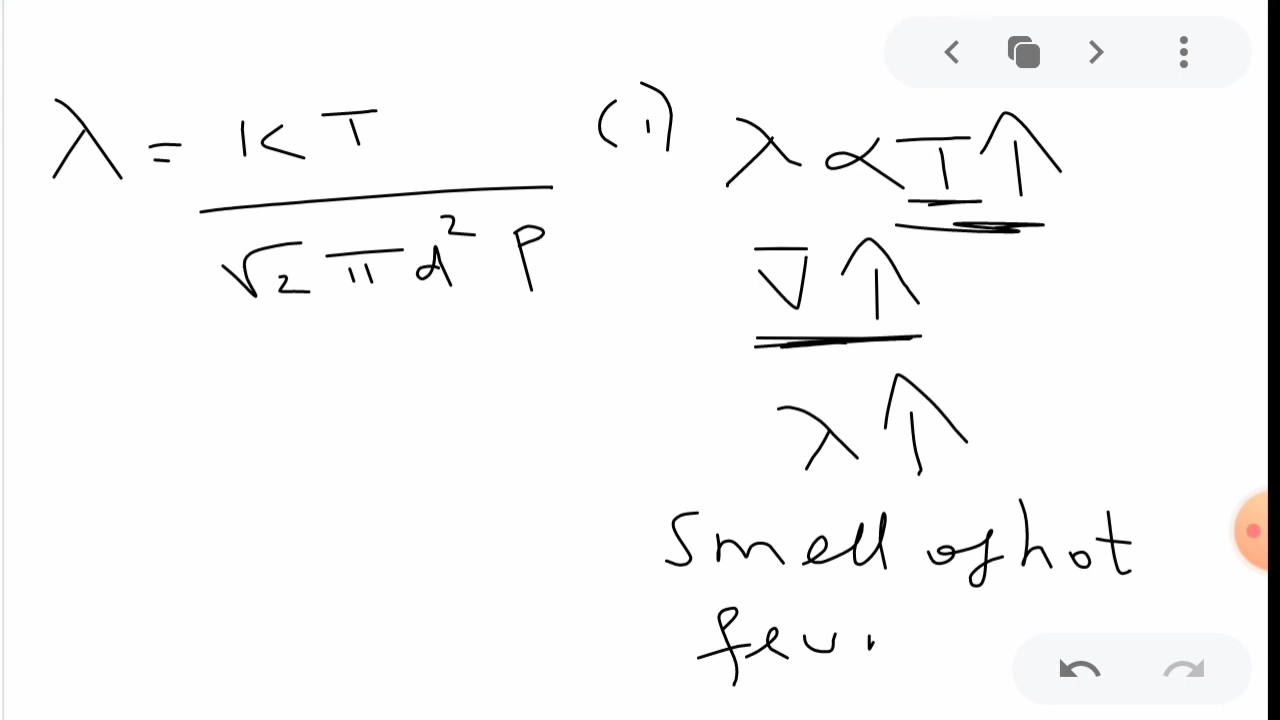 λ = KT / √2 π d² P
(1) λ ∝ T ↑
V̅ ↑
λ ↑
Smell of hot